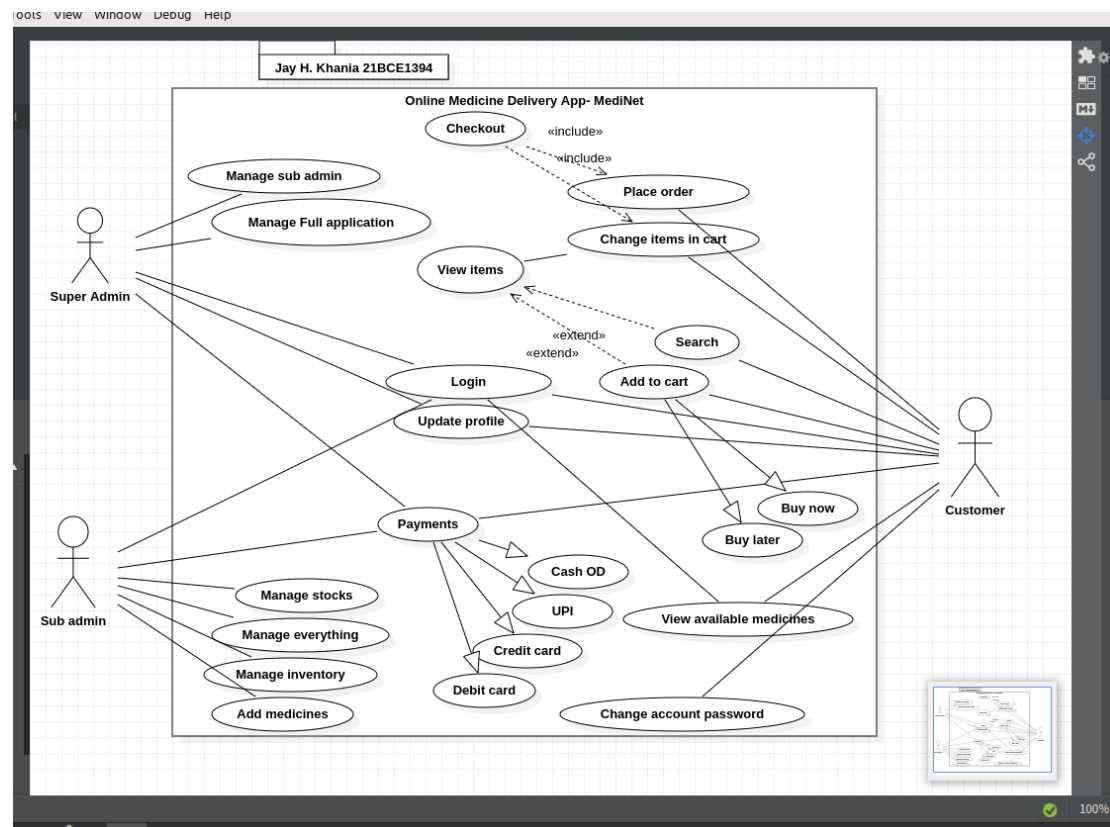 Tools View Window Debug Help
Jay H. Khania 21BCE1394
Online Medicine Delivery App- MediNet
Checkout
«include»
«include»
Manage sub admin
Place order
Manage Full application
Change items in cart
View items
Super Admin
«extend»
Search
«extend»
Login
Add to cart
Update profile
Buy now
Customer
Payments
Buy later
Cash OD
Manage stocks
UPI
Sub admin
View available medicines
Manage everything
Credit card
Manage inventory
Debit card
Add medicines
Change account password
100%